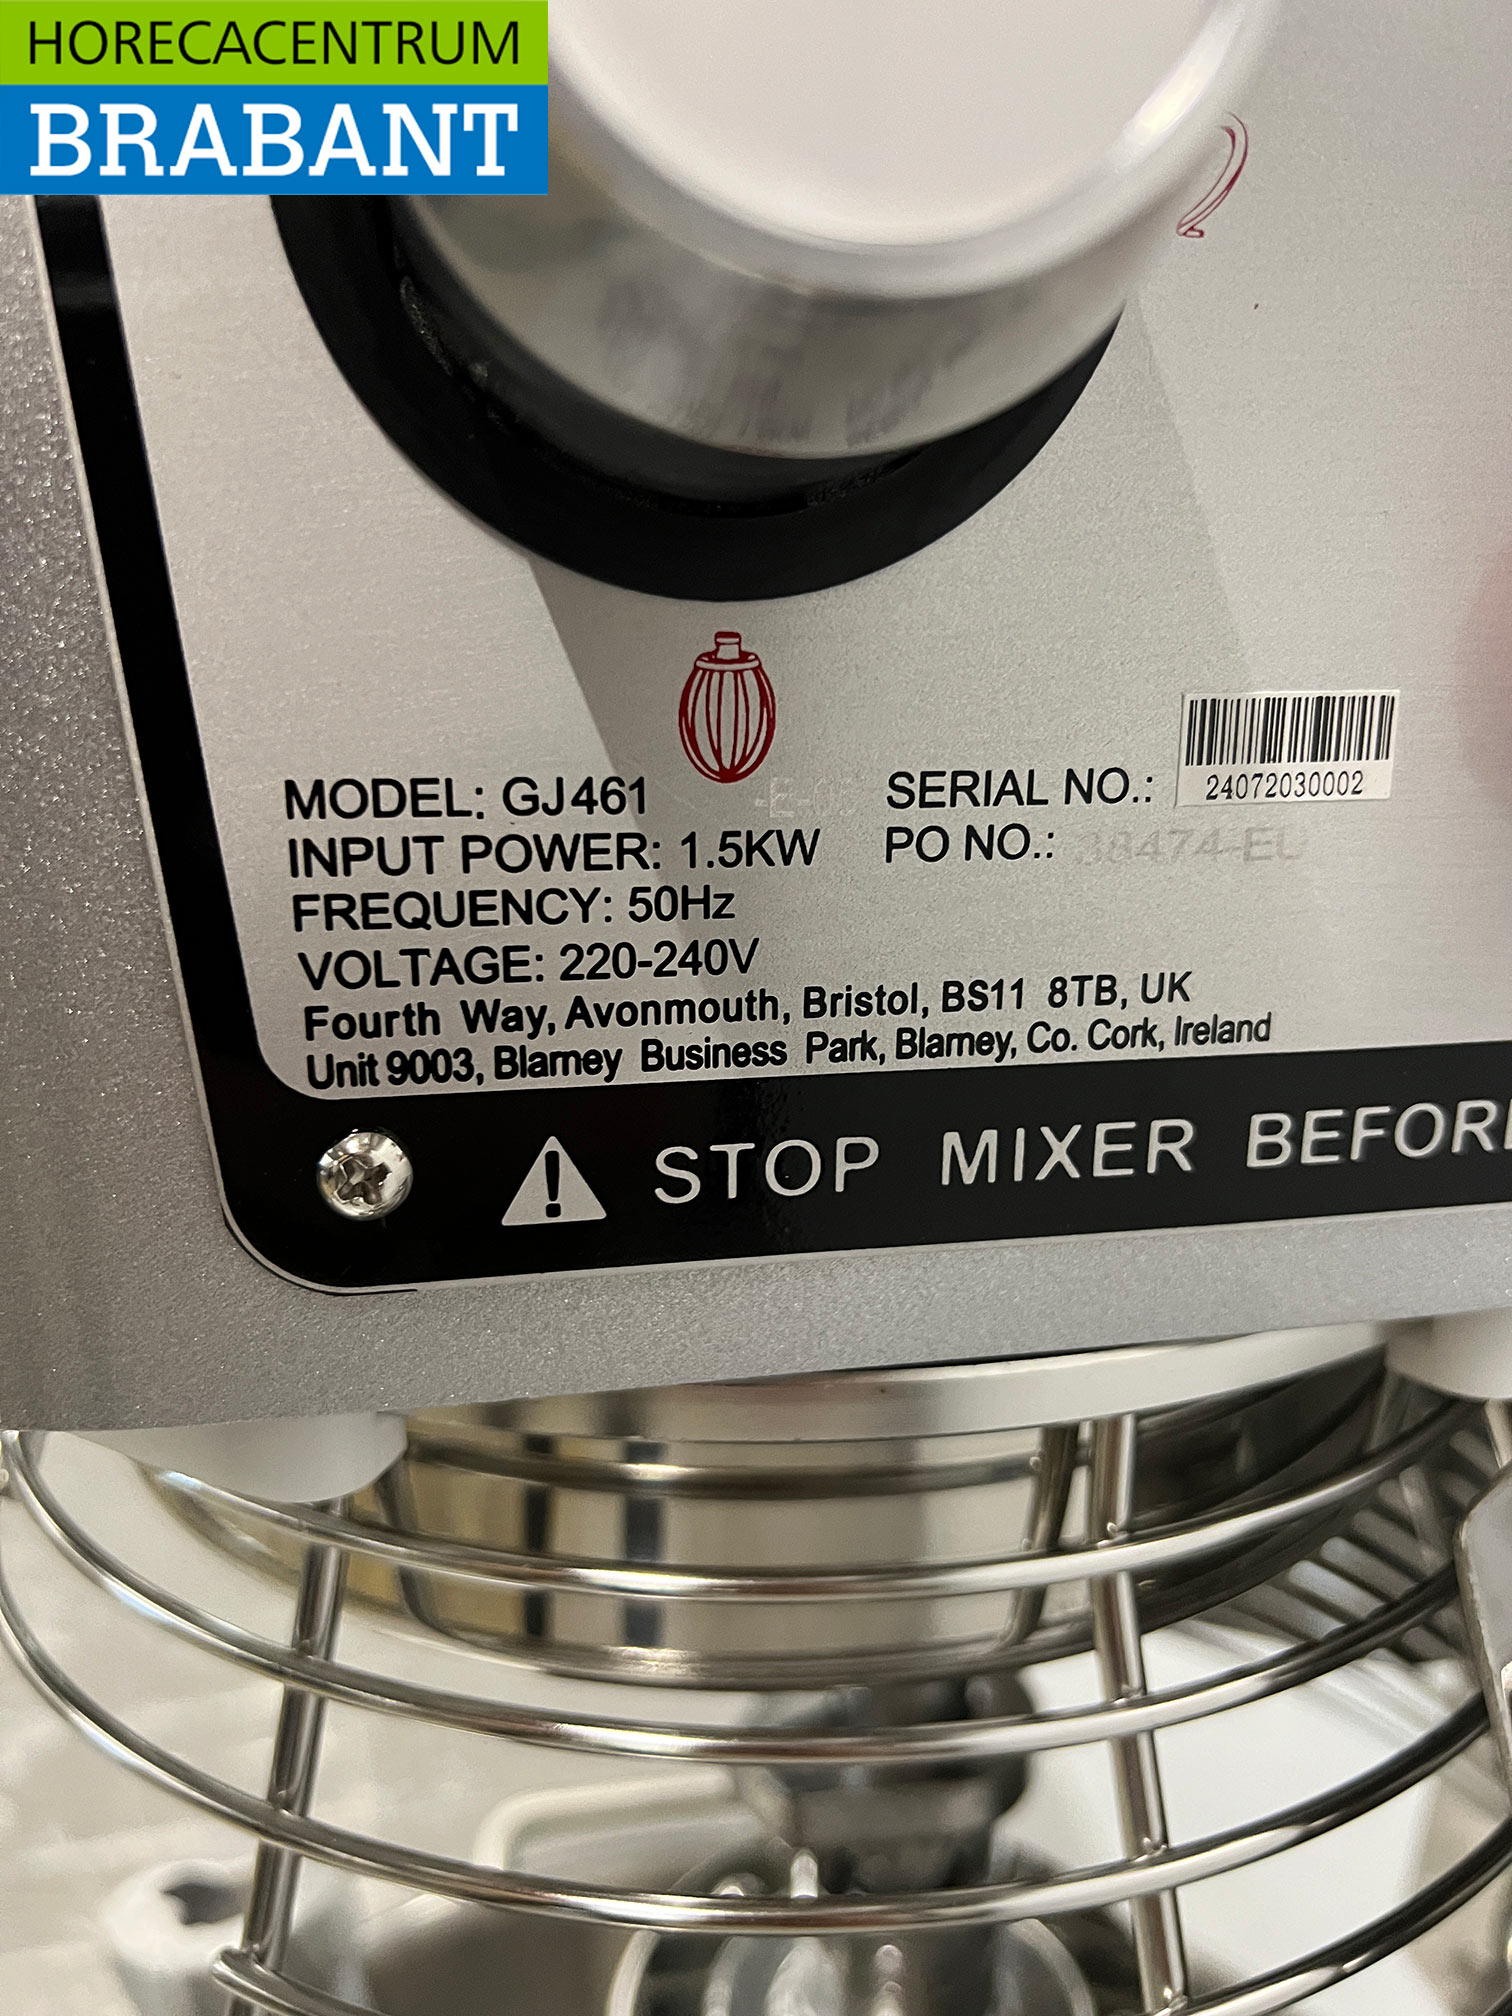 HORECACENTRUM
BRABANT
MODEL: GJ461
INPUT POWER: 1.5KW
FREQUENCY: 50Hz
VOLTAGE: 220-240V
SERIAL NO.: 24072030002
PO NO.:
Fourth Way, Avonmouth, Bristol, BS11 8TB, UK
Unit 9003, Blarney Business Park, Blarney, Co. Cork, Ireland
STOP MIXER BEFOR